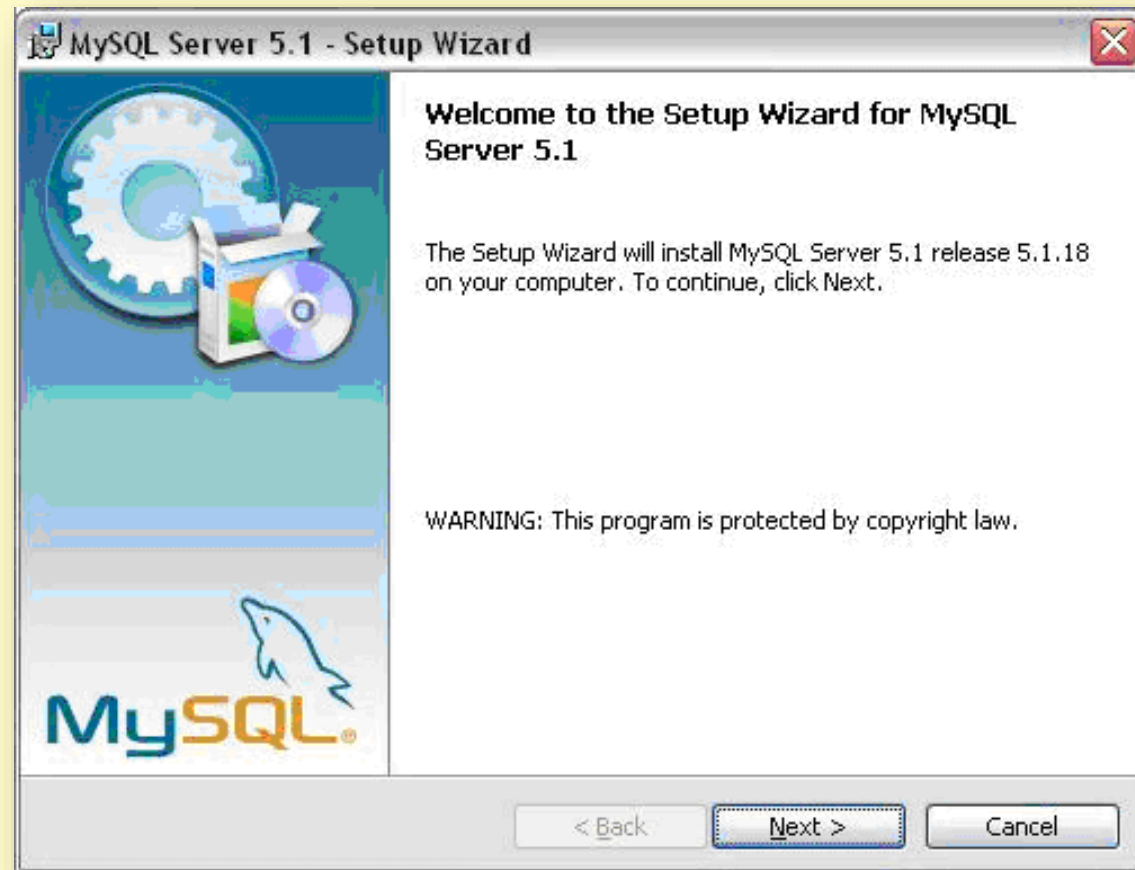 MySQL Server 5.1 - Setup Wizard
Welcome to the Setup Wizard for MySQL
Server 5.1
The Setup Wizard will install MySQL Server 5.1 release 5.1.18
on your computer. To continue, click Next.
WARNING: This program is protected by copyright law.
MySQL®
< Back
Next >
Cancel